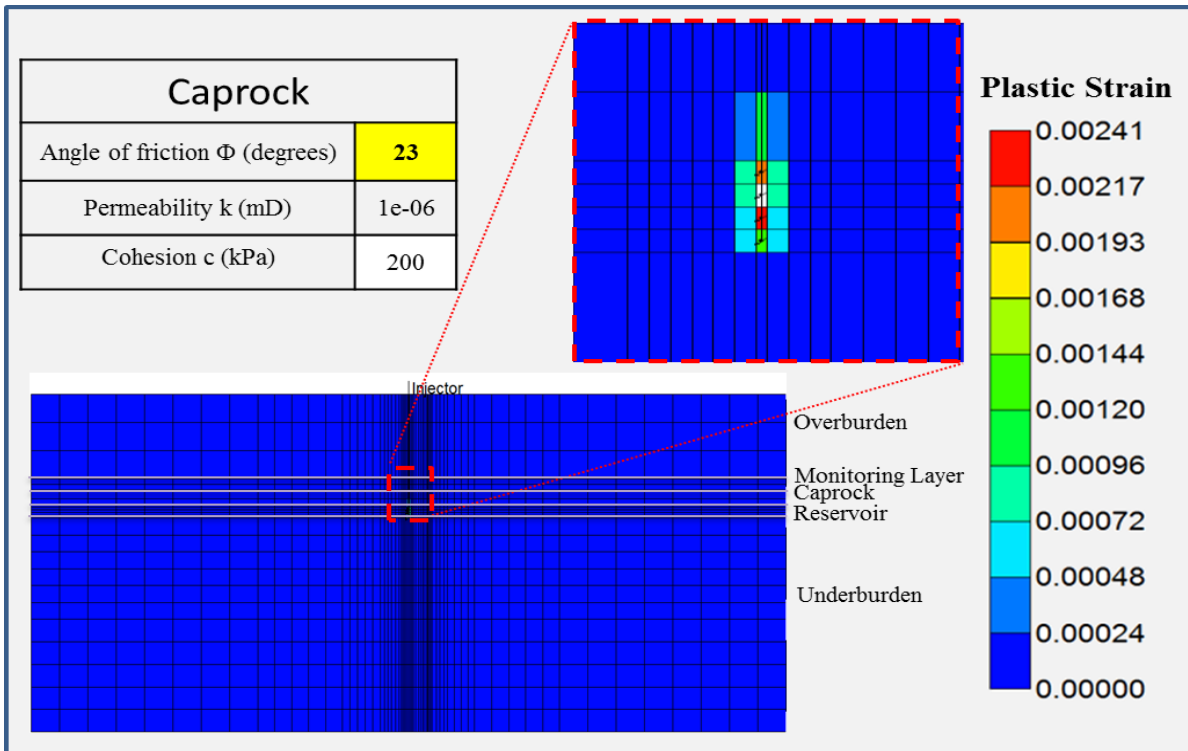 Caprock
Angle of friction Φ (degrees) 23
Permeability k (mD) 1e-06
Cohesion c (kPa) 200
Plastic Strain
0.00241
0.00217
0.00193
0.00168
0.00144
0.00120
0.00096
0.00072
0.00048
0.00024
0.00000
Injector
Overburden
Monitoring Layer
Caprock
Reservoir
Underburden